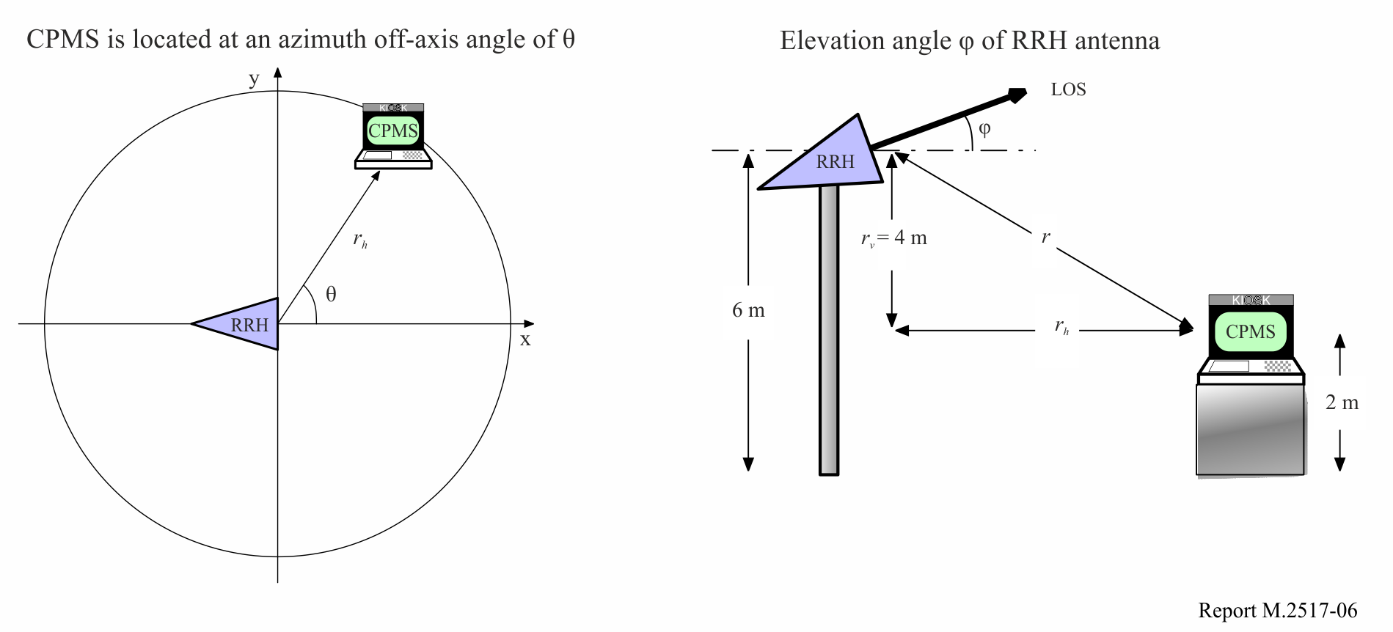 CPMS is located at an azimuth off-axis angle of θ
y
KIOSK
CPMS
r_h
θ
RRH
x
Elevation angle φ of RRH antenna
LOS
φ
RRH
r_v = 4 m
r
6 m
r_h
KIOSK
CPMS
2 m
Report M.2517-06